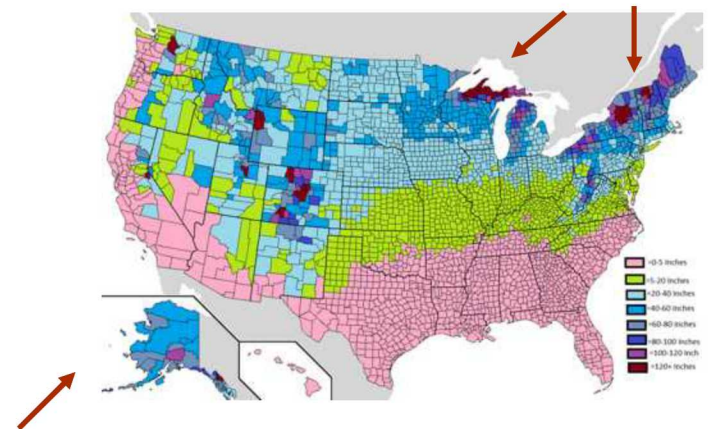 =0-5 Inches
=5-20 Inches
=20-40 Inches
=40-60 Inches
=60-80 Inches
=80-100 Inches
=100-120 Inch
=120+ Inches